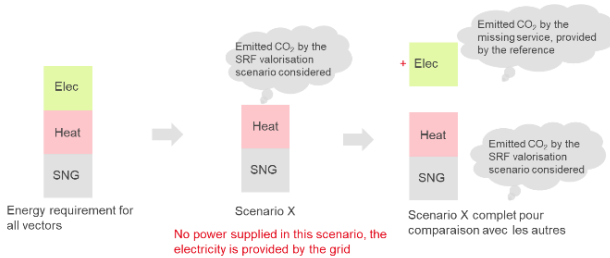 Elec
Heat
SNG
Energy requirement for
all vectors
Emitted CO₂ by the
SRF valorisation
scenario considered
Heat
SNG
Scenario X
No power supplied in this scenario, the
electricity is provided by the grid
+ Elec
Emitted CO₂ by the
missing service, provided
by the reference
Heat
SNG
Emitted CO₂ by the
SRF valorisation
scenario considered
Scenario X complet pour
comparaison avec les autres